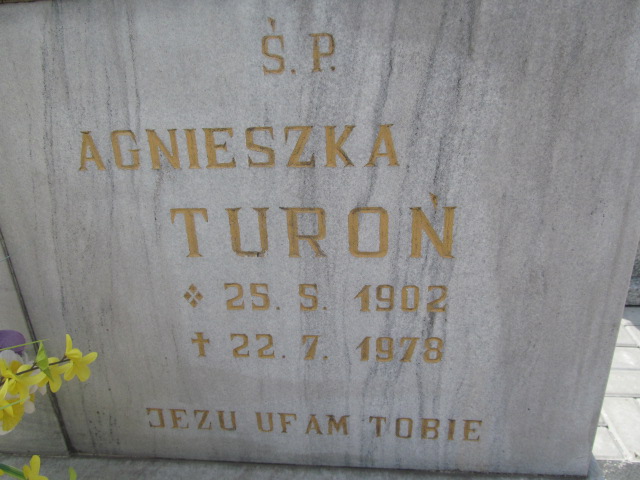 Ś.P.
AGNIESZKA
TUROŃ
❖ 25. 5. 1902
✝ 22. 7. 1978
JEZU UFAM TOBIE